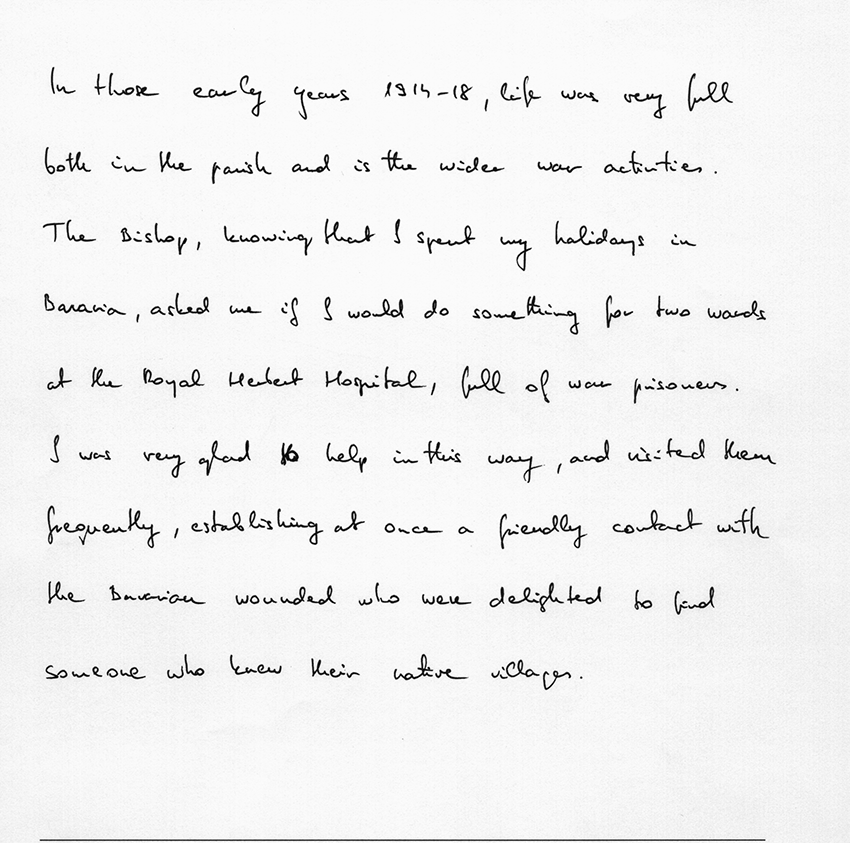 In those early years 1914-18, life was very full
both in the parish and is the wider war activities.
The Bishop, knowing that I spent my holidays in
Bavaria, asked me if I would do something for two wards
at the Royal Herbert Hospital, full of war prisoners.
I was very glad to help in this way, and visited them
frequently, establishing at once a friendly contact with
the Bavarian wounded who were delighted to find
someone who knew their native villages.